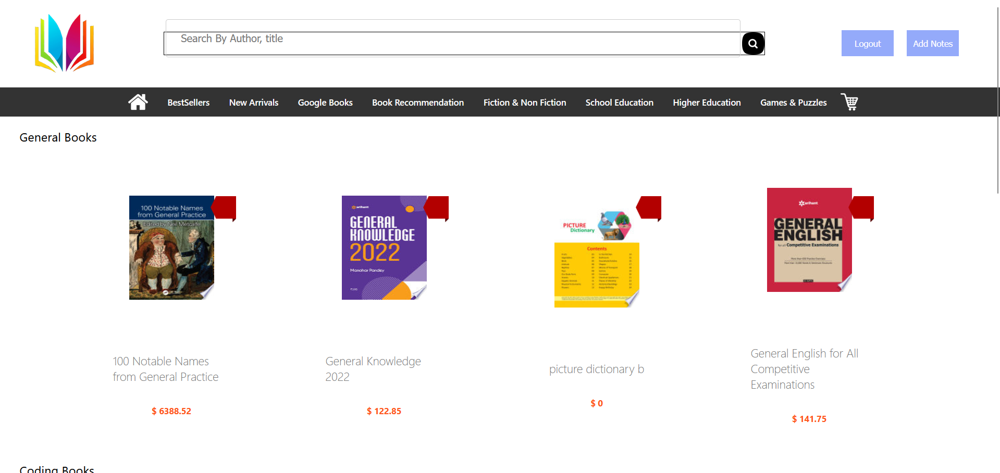 Search By Author, title
Logout
Add Notes
BestSellers
New Arrivals
Google Books
Book Recommendation
Fiction & Non Fiction
School Education
Higher Education
Games & Puzzles
General Books
100 Notable Names
from General Practice
Edited by Neil Metcalfe
arihant
GENERAL
KNOWLEDGE
2022
Manohar Pandey
₹195
PICTURE
Dictionary
Contents
arihant
GENERAL
ENGLISH
for all Competitive Examinations
100 Notable Names
from General Practice
$ 6388.52
General Knowledge
2022
$ 122.85
picture dictionary b
$ 0
General English for All
Competitive
Examinations
$ 141.75
Coding Books